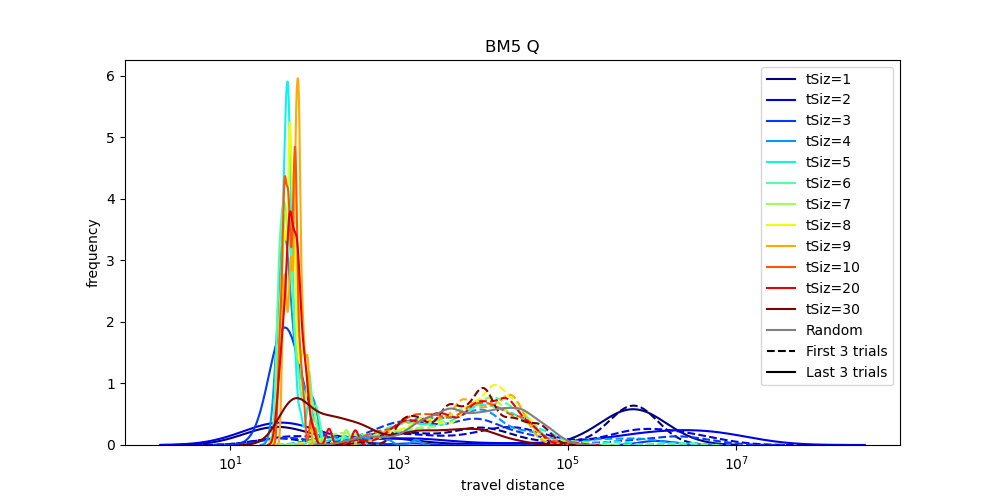 BM5 Q
6
5
4
3
2
1
0
frequency
10^1
10^3
10^5
10^7
travel distance
tSiz=1
tSiz=2
tSiz=3
tSiz=4
tSiz=5
tSiz=6
tSiz=7
tSiz=8
tSiz=9
tSiz=10
tSiz=20
tSiz=30
Random
First 3 trials
Last 3 trials